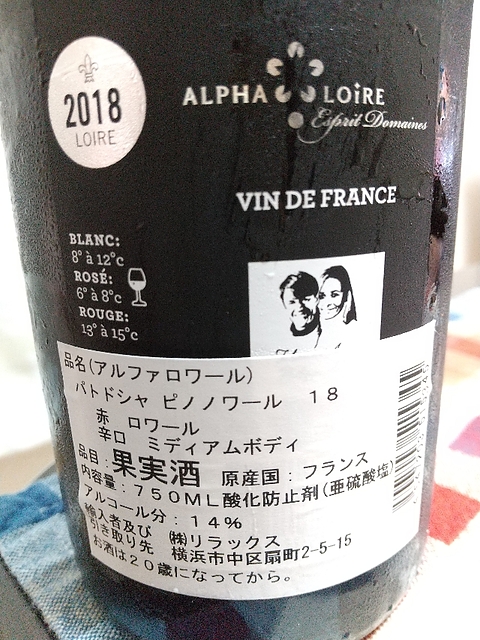 2018
LOIRE
ALPHA LOIRE
Esprit Domaines
VIN DE FRANCE
BLANC:
8° à 12°c
ROSÉ:
6° à 8°c
ROUGE:
13° à 15°c
品名(アルファロワール)
パトドシャ ピノノワール 18
赤 ロワール
辛口 ミディアムボディ
品目:果実酒 原産国:フランス
内容量:750ML酸化防止剤(亜硫酸塩)
アルコール分:14%
輸入者及び ㈱リラックス
引き取り先 横浜市中区扇町2-5-15
お酒は20歳になってから。